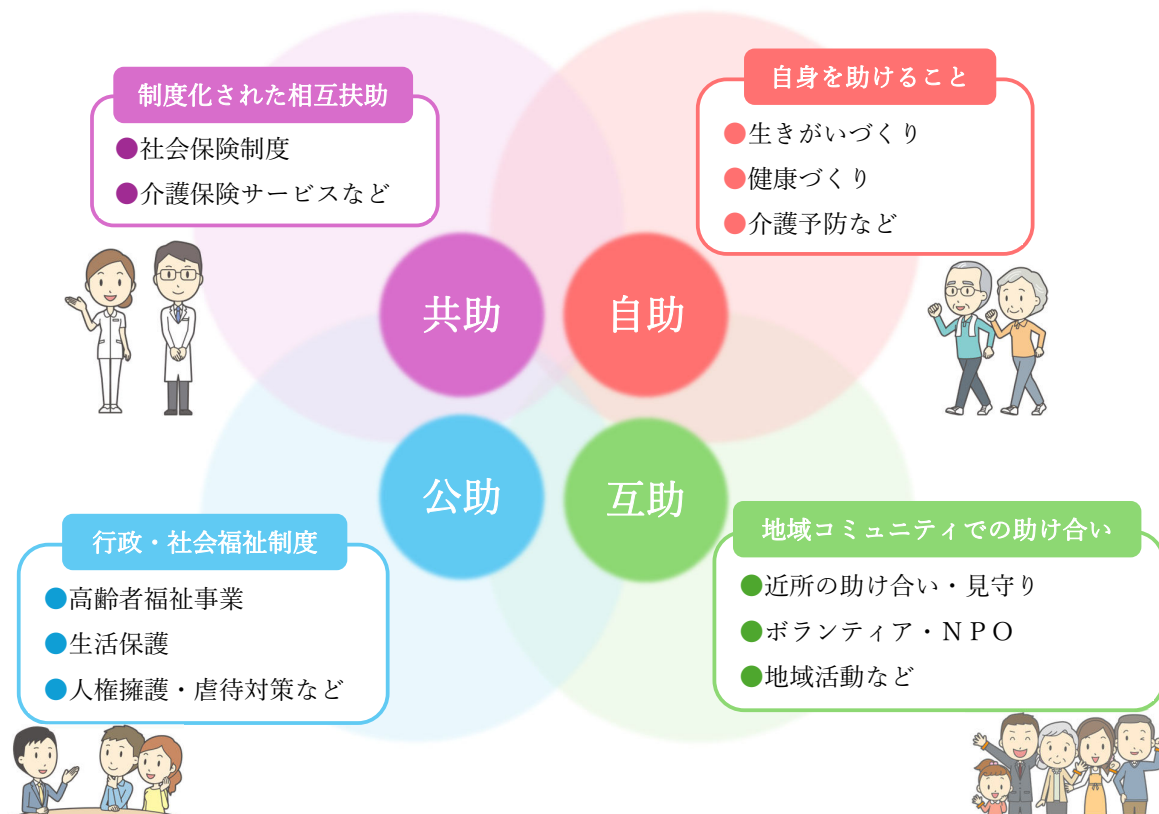 制度化された相互扶助
●社会保険制度
●介護保険サービスなど
自身を助けること
●生きがいづくり
●健康づくり
●介護予防など
共助
自助
公助
互助
行政・社会福祉制度
●高齢者福祉事業
●生活保護
●人権擁護・虐待対策など
地域コミュニティでの助け合い
●近所の助け合い・見守り
●ボランティア・ＮＰＯ
●地域活動など